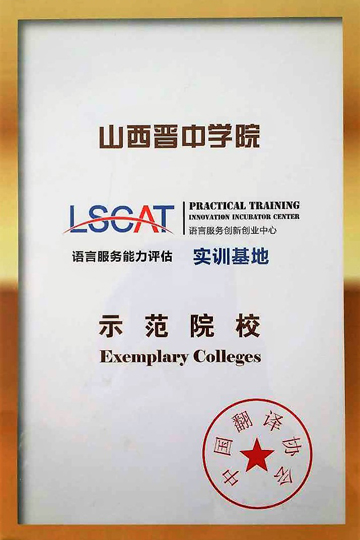 山西晋中学院
LSCAT
PRACTICAL TRAINING
INNOVATION INCUBATOR CENTER
语言服务创新创业中心
语言服务能力评估 实训基地
示范院校
Exemplary Colleges
中国翻译协会